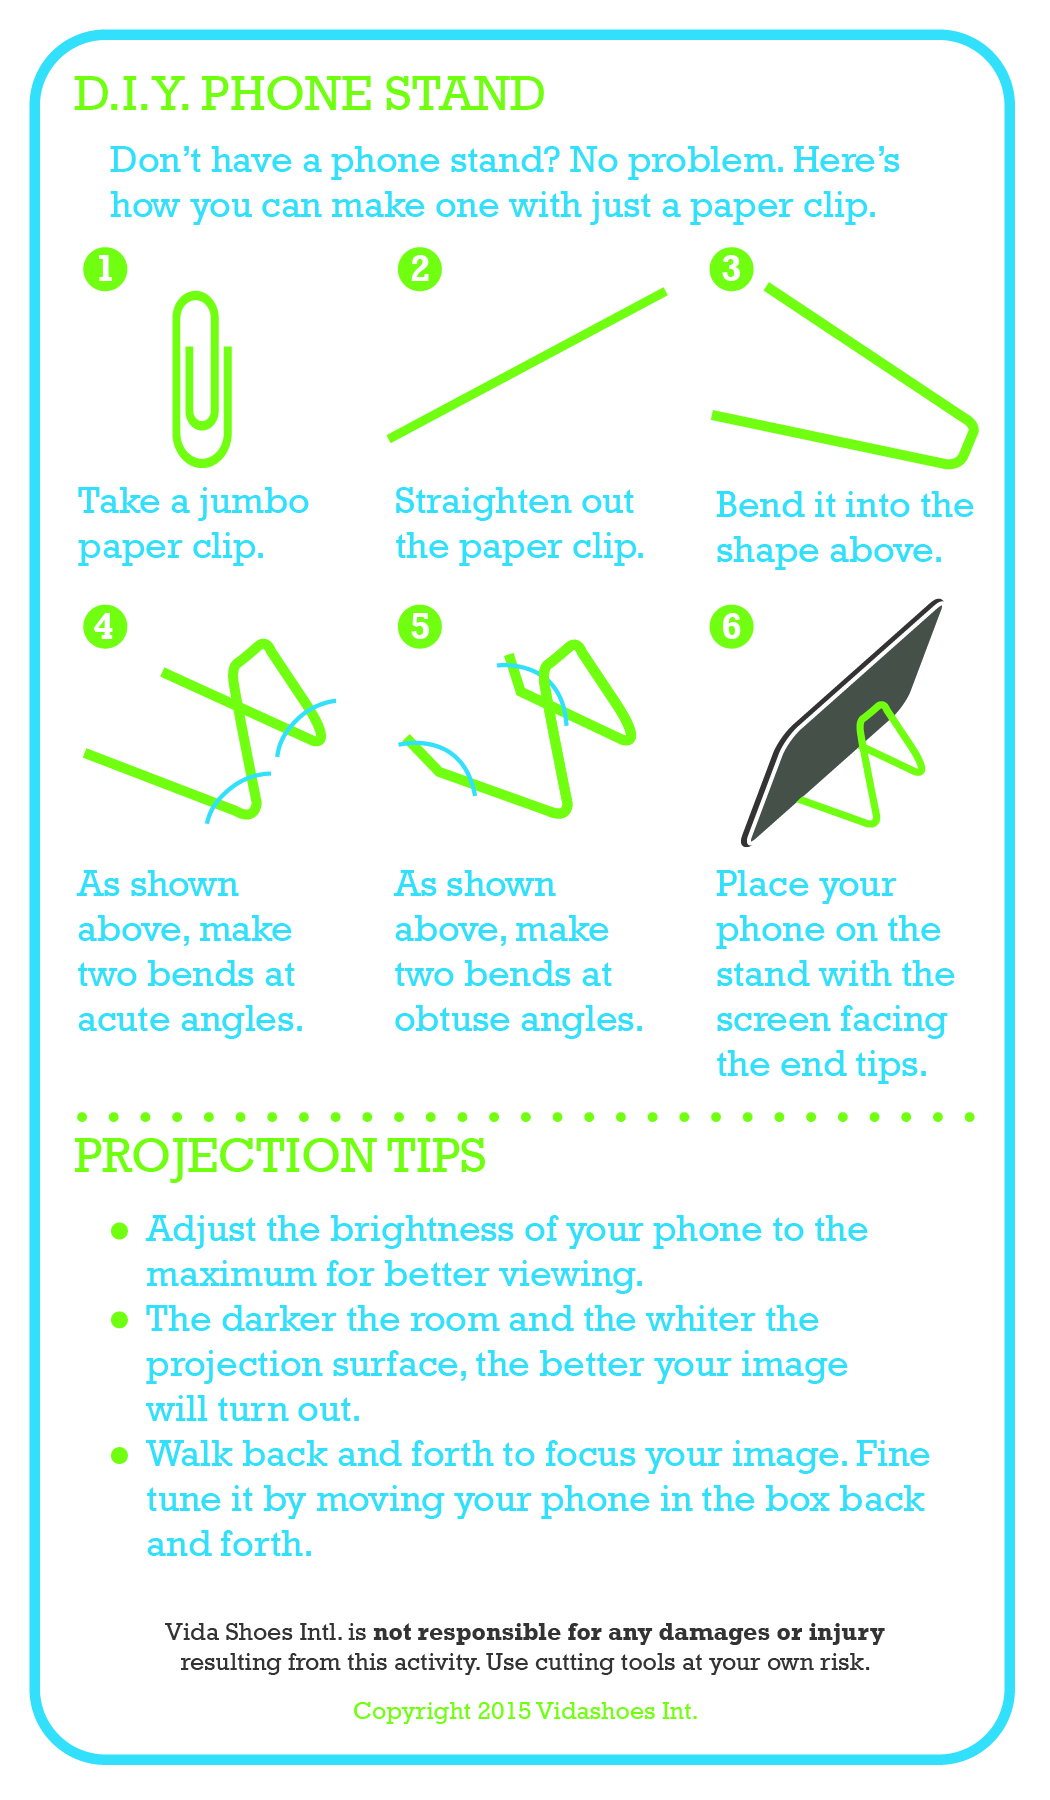 D.I.Y. PHONE STAND
Don't have a phone stand? No problem. Here's
how you can make one with just a paper clip.
1
Take a jumbo
paper clip.
2
Straighten out
the paper clip.
3
Bend it into the
shape above.
4
As shown
above, make
two bends at
acute angles.
5
As shown
above, make
two bends at
obtuse angles.
6
Place your
phone on the
stand with the
screen facing
the end tips.
PROJECTION TIPS
• Adjust the brightness of your phone to the
maximum for better viewing.
• The darker the room and the whiter the
projection surface, the better your image
will turn out.
• Walk back and forth to focus your image. Fine
tune it by moving your phone in the box back
and forth.
Vida Shoes Intl. is not responsible for any damages or injury
resulting from this activity. Use cutting tools at your own risk.
Copyright 2015 Vidashoes Int.